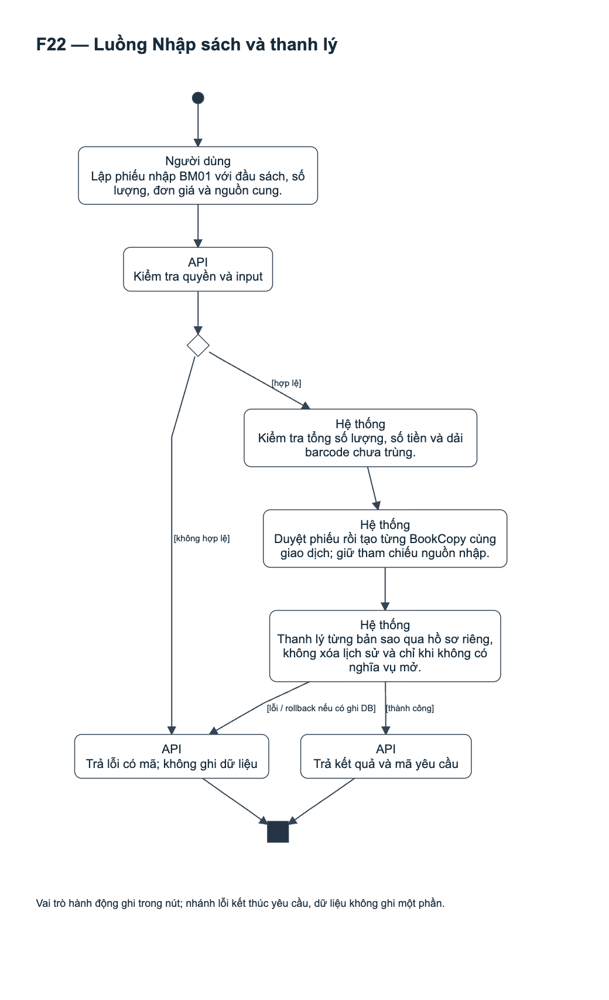 F22 — Luồng Nhập sách và thanh lý
Người dùng
Lập phiếu nhập BM01 với đầu sách, số
lượng, đơn giá và nguồn cung.
API
Kiểm tra quyền và input
[hợp lệ]
Hệ thống
Kiểm tra tổng số lượng, số tiền và dải
barcode chưa trùng.
[không hợp lệ]
Hệ thống
Duyệt phiếu rồi tạo từng BookCopy cùng
giao dịch; giữ tham chiếu nguồn nhập.
Hệ thống
Thanh lý từng bản sao qua hồ sơ riêng,
không xóa lịch sử và chỉ khi không có
nghĩa vụ mở.
[lỗi / rollback nếu có ghi DB]
[thành công]
API
Trả lỗi có mã; không ghi dữ liệu
API
Trả kết quả và mã yêu cầu
Vai trò hành động ghi trong nút; nhánh lỗi kết thúc yêu cầu, dữ liệu không ghi một phần.